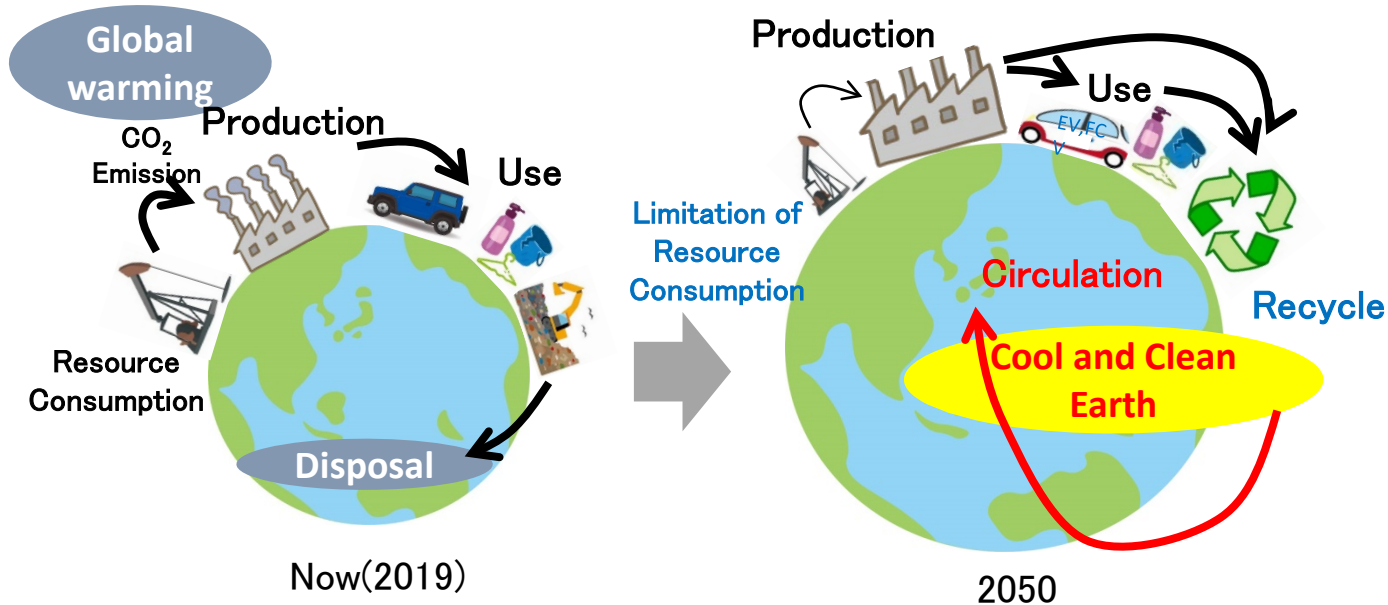 Global
warming
CO₂
Emission
Production
Use
Resource
Consumption
Disposal
Now(2019)
Limitation of
Resource
Consumption
Production
Use
EV,FC
V
Circulation
Recycle
Cool and Clean
Earth
2050